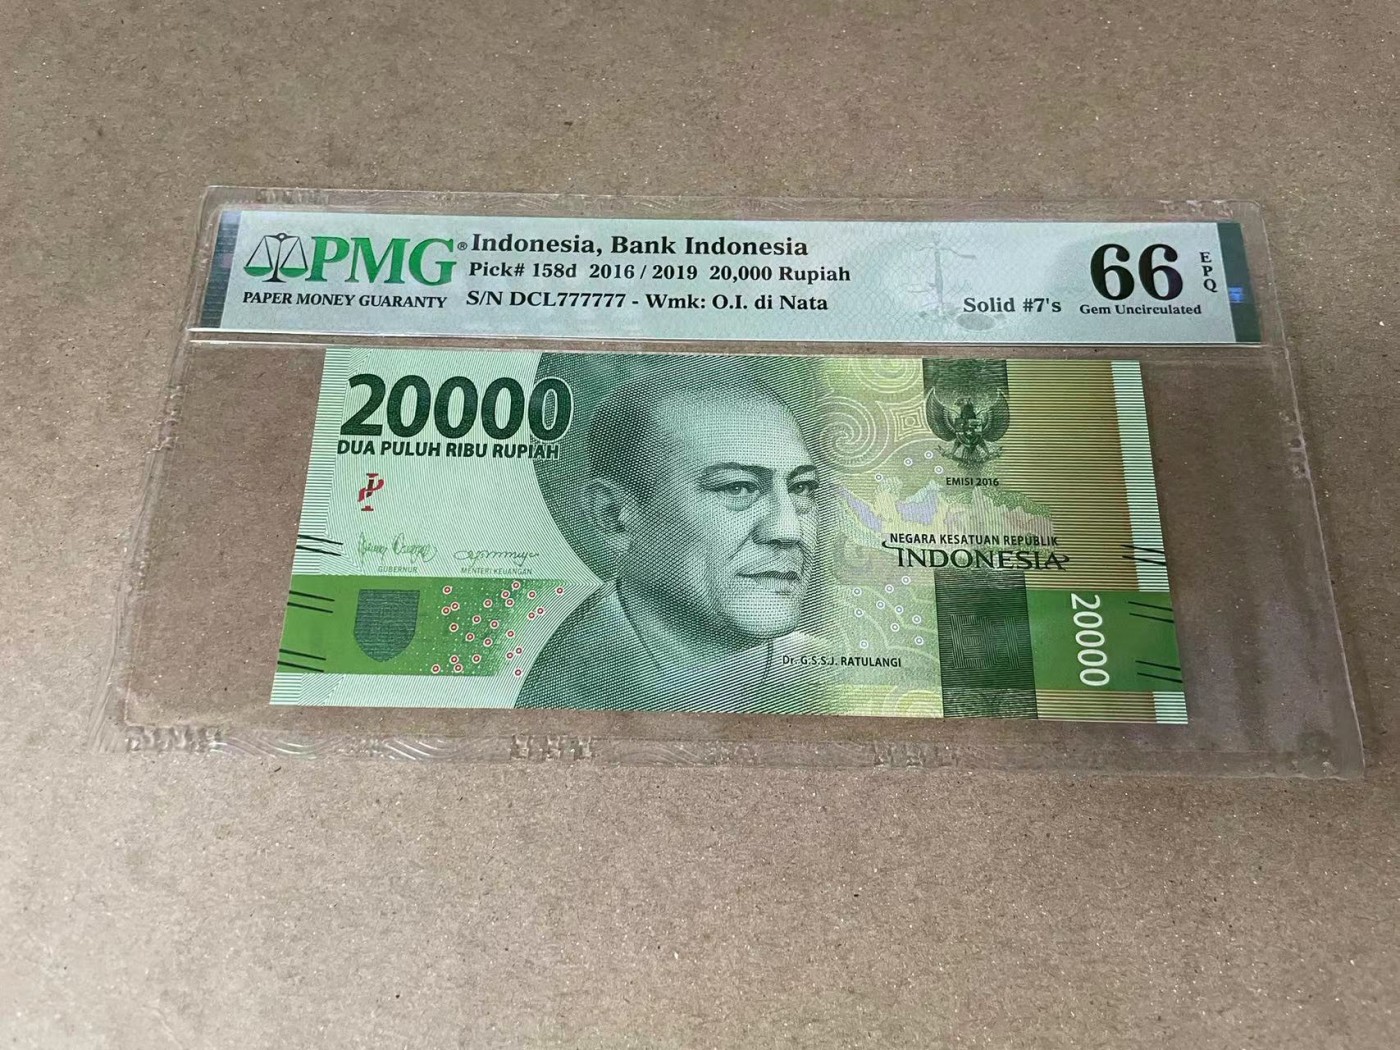 PMG®
PAPER MONEY GUARANTY
Indonesia, Bank Indonesia
Pick# 158d 2016 / 2019 20,000 Rupiah
S/N DCL777777 - Wmk: O.I. di Nata
Solid #7's
66
EPQ
Gem Uncirculated
20000
DUA PULUH RIBU RUPIAH
GUBERNUR
MENTERI KEUANGAN
EMISI 2016
NEGARA KESATUAN REPUBLIK
INDONESIA
Dr. G.S.S.J. RATULANGI
20000